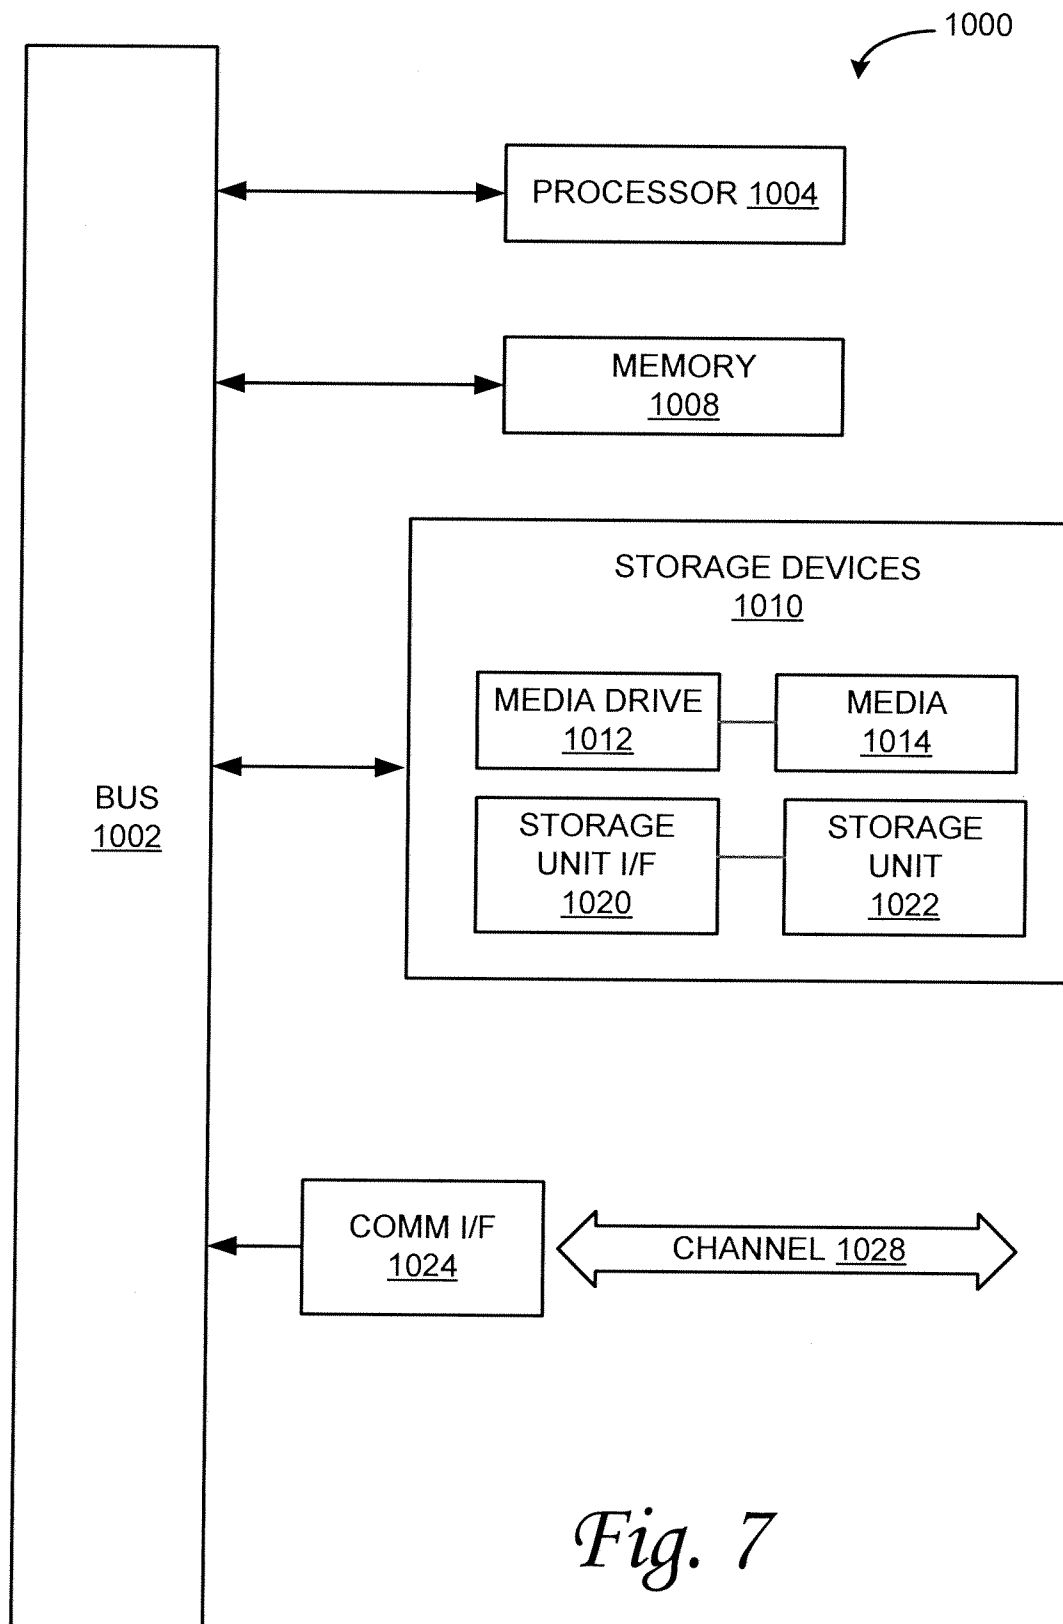 1000
PROCESSOR 1004
MEMORY
1008
STORAGE DEVICES
1010
MEDIA DRIVE
1012
MEDIA
1014
BUS
1002
STORAGE
UNIT I/F
1020
STORAGE
UNIT
1022
COMM I/F
1024
CHANNEL 1028
Fig. 7